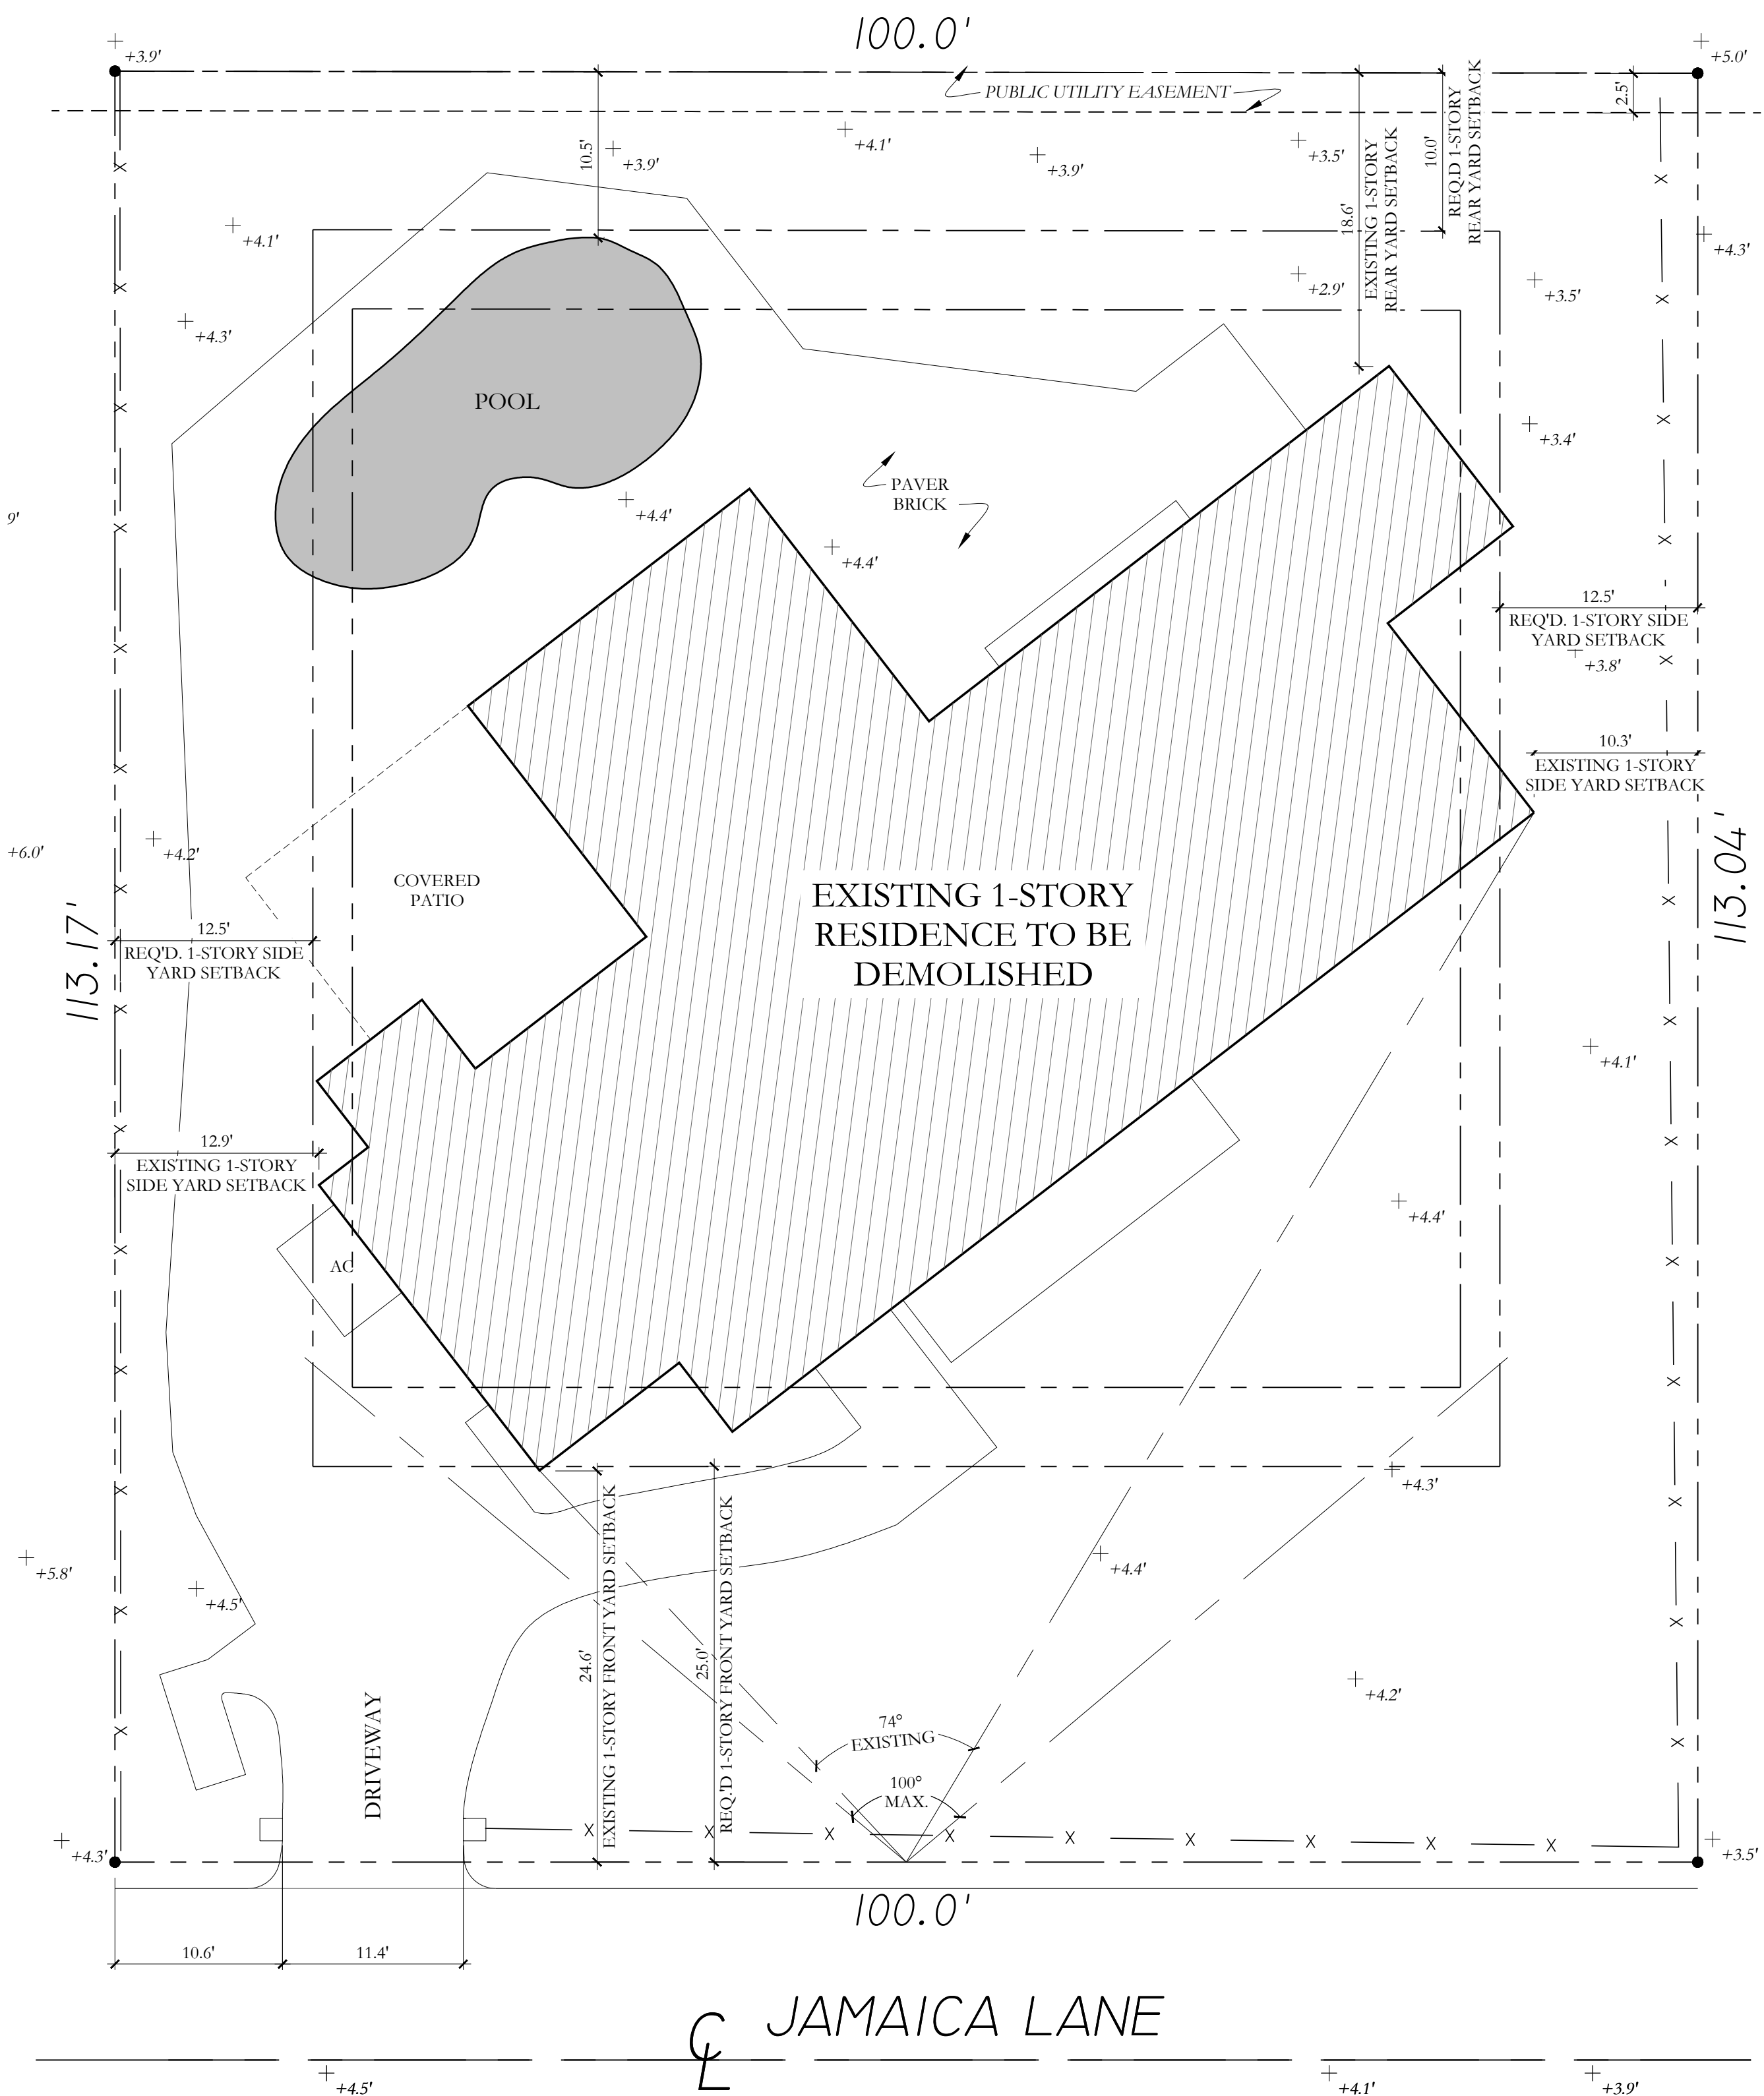 100.0'
+3.9'
+5.0'
PUBLIC UTILITY EASEMENT
2.5'
10.5'
+3.9'
+4.1'
+3.9'
+3.5'
18.6'
EXISTING 1-STORY
REAR YARD SETBACK
10.0'
REQ.D 1-STORY
REAR YARD SETBACK
+4.1'
+4.3'
+2.9'
+3.5'
+4.3'
POOL
+3.4'
9'
+4.4'
PAVER
BRICK
+4.4'
12.5'
REQ'D. 1-STORY SIDE
YARD SETBACK
+3.8'
10.3'
EXISTING 1-STORY
SIDE YARD SETBACK
+6.0'
+4.2'
COVERED
PATIO
EXISTING 1-STORY
RESIDENCE TO BE
DEMOLISHED
113.17'
113.04'
12.5'
REQ'D. 1-STORY SIDE
YARD SETBACK
+4.1'
12.9'
EXISTING 1-STORY
SIDE YARD SETBACK
+4.4'
AC
+4.3'
+5.8'
+4.5'
+4.4'
24.6'
EXISTING 1-STORY FRONT YARD SETBACK
25.0'
REQ.'D 1-STORY FRONT YARD SETBACK
+4.2'
74°
EXISTING
100°
MAX.
DRIVEWAY
+4.3'
+3.5'
100.0'
10.6'
11.4'
CL JAMAICA LANE
+4.5'
+4.1'
+3.9'